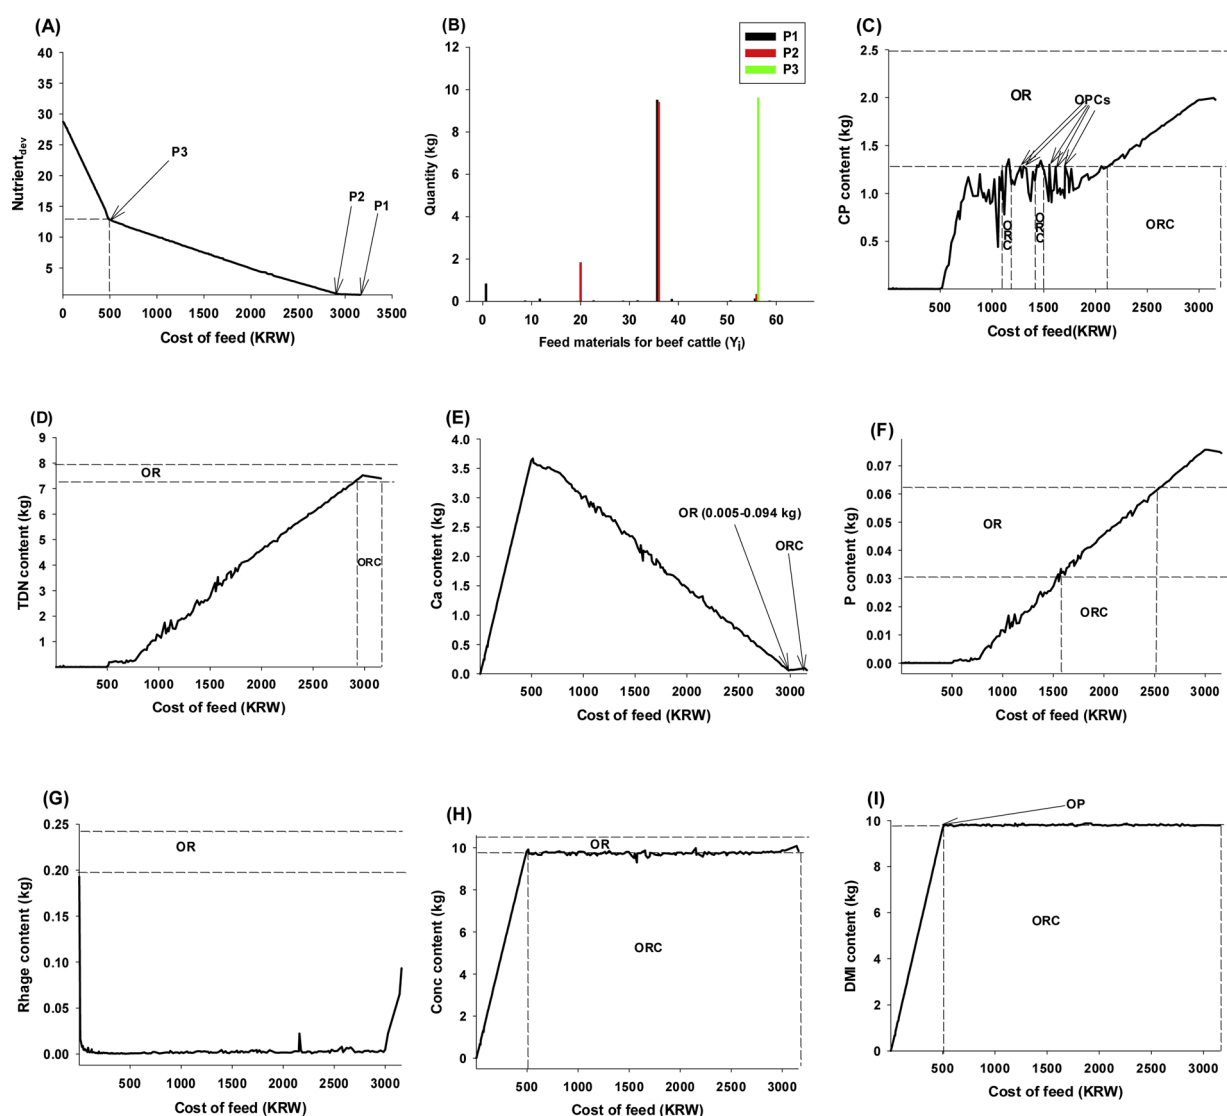 (A)
40
35
30
25
20
15
10
5
Nutrient_dev
P3
P2
P1
0 500 1000 1500 2000 2500 3000 3500
Cost of feed (KRW)
(B)
P1
P2
P3
12
10
8
6
4
2
0
Quantity (kg)
0 10 20 30 40 50 60
Feed materials for beef cattle (Y_i)
(C)
2.5
2.0
1.5
1.0
0.5
CP content (kg)
OR
OPCs
ORC
ORC
ORC
500 1000 1500 2000 2500 3000
Cost of feed(KRW)
(D)
9
8
7
6
5
4
3
2
1
TDN content (kg)
OR
ORC
500 1000 1500 2000 2500 3000
Cost of feed (KRW)
(E)
4.0
3.5
3.0
2.5
2.0
1.5
1.0
0.5
0.0
Ca content (kg)
OR (0.005-0.094 kg)
ORC
500 1000 1500 2000 2500 3000
Cost of feed (KRW)
(F)
0.07
0.06
0.05
0.04
0.03
0.02
0.01
0.00
P content (kg)
OR
ORC
500 1000 1500 2000 2500 3000
Cost of feed (KRW)
(G)
0.25
0.20
0.15
0.10
0.05
0.00
Rhage content (kg)
OR
500 1000 1500 2000 2500 3000
Cost of feed (KRW)
(H)
10
8
6
4
2
0
Conc content (kg)
OR
ORC
500 1000 1500 2000 2500 3000
Cost of feed (KRW)
(I)
10
8
6
4
2
0
DMI content (kg)
OP
ORC
500 1000 1500 2000 2500 3000
Cost of feed (KRW)